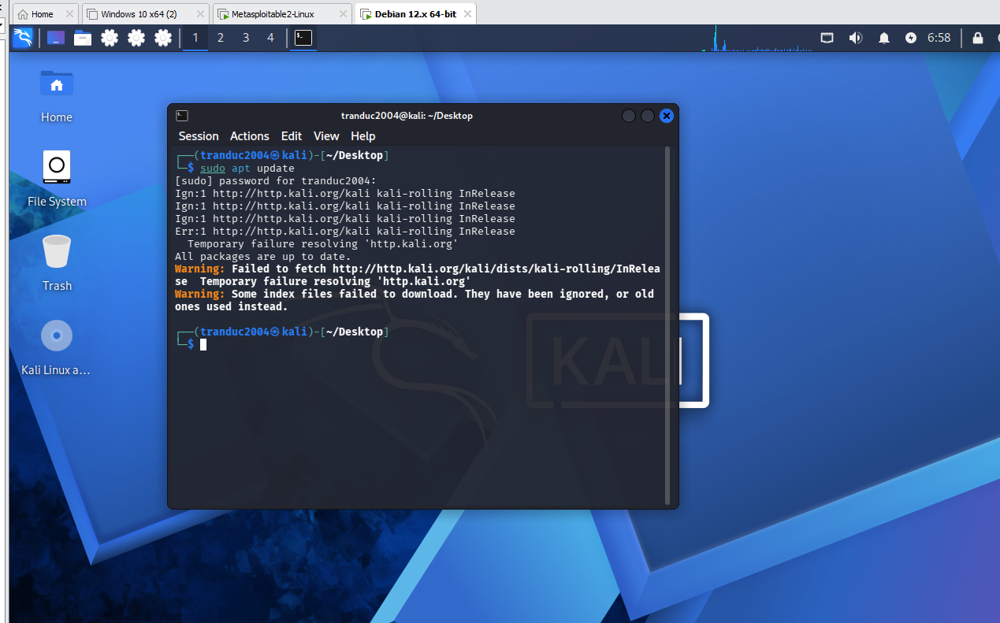 Home
Windows 10 x64 (2)
Metasploitable2-Linux
Debian 12.x 64-bit
1 2 3 4
6:58
Home
File System
Trash
Kali Linux a...
tranduc2004@kali: ~/Desktop
Session Actions Edit View Help
┌──(tranduc2004㉿kali)-[~/Desktop]
└─$ sudo apt update
[sudo] password for tranduc2004:
Ign:1 http://http.kali.org/kali kali-rolling InRelease
Ign:1 http://http.kali.org/kali kali-rolling InRelease
Ign:1 http://http.kali.org/kali kali-rolling InRelease
Err:1 http://http.kali.org/kali kali-rolling InRelease
  Temporary failure resolving 'http.kali.org'
All packages are up to date.
Warning: Failed to fetch http://http.kali.org/kali/dists/kali-rolling/InRelea
se  Temporary failure resolving 'http.kali.org'
Warning: Some index files failed to download. They have been ignored, or old
ones used instead.
┌──(tranduc2004㉿kali)-[~/Desktop]
└─$
KALI